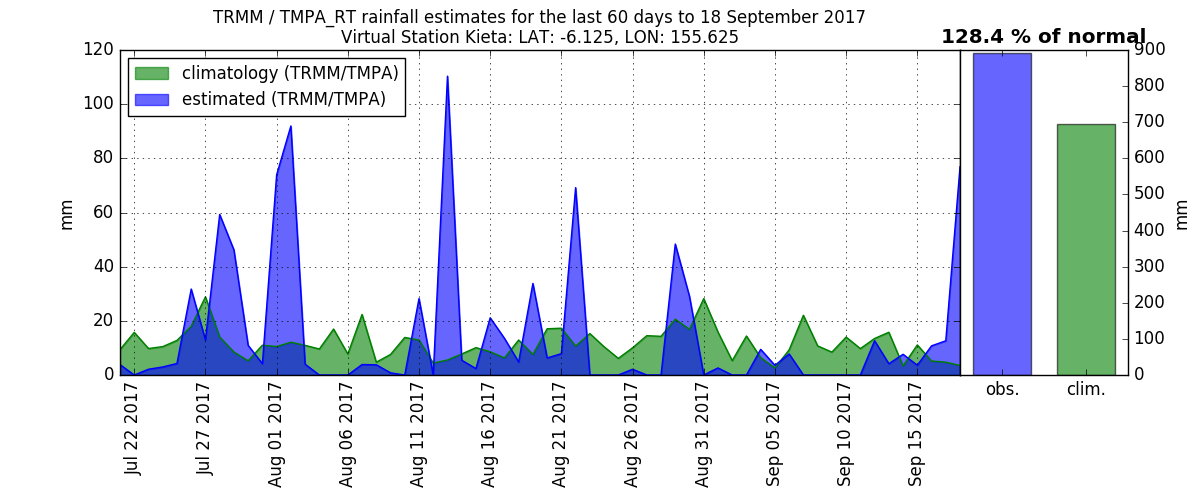 TRMM / TMPA_RT rainfall estimates for the last 60 days to 18 September 2017
Virtual Station Kieta: LAT: -6.125, LON: 155.625
128.4 % of normal
climatology (TRMM/TMPA)
estimated (TRMM/TMPA)
mm
120
100
80
60
40
20
0
Jul 22 2017
Jul 27 2017
Aug 01 2017
Aug 06 2017
Aug 11 2017
Aug 16 2017
Aug 21 2017
Aug 26 2017
Aug 31 2017
Sep 05 2017
Sep 10 2017
Sep 15 2017
obs.
clim.
900
800
700
600
500
400
300
200
100
0
mm